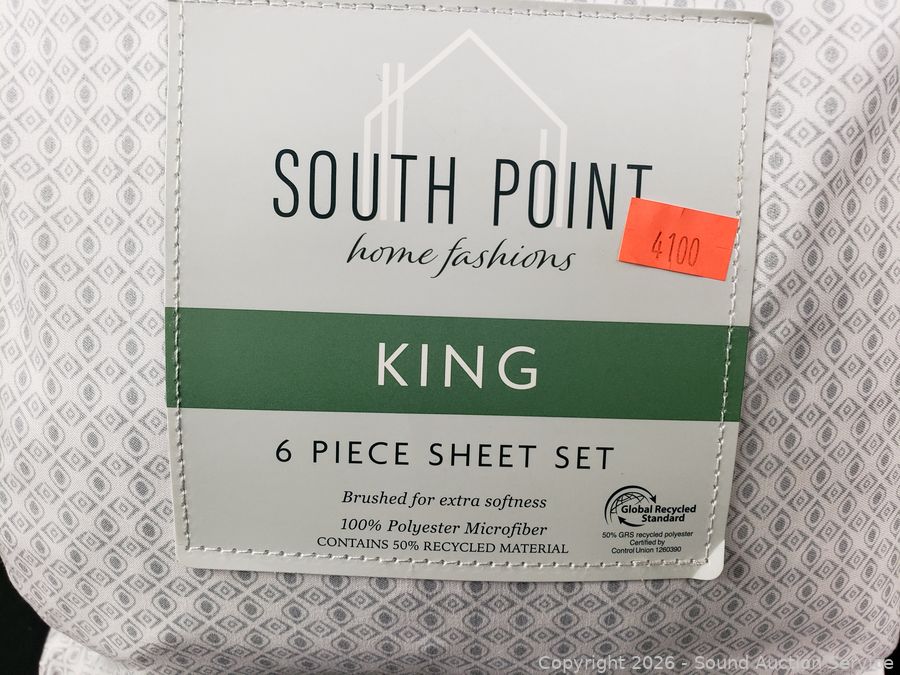 SOUTH POINT
home fashions
4100
KING
6 PIECE SHEET SET
Brushed for extra softness
100% Polyester Microfiber
CONTAINS 50% RECYCLED MATERIAL
Global Recycled
Standard
50% GRS recycled polyester
Certified by
Control Union 1260390
Copyright 2026 - Sound Auction Service